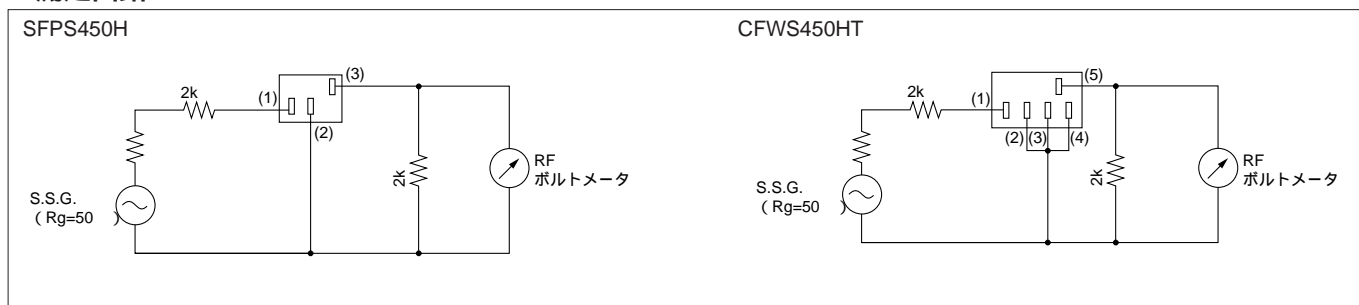 SFPS450H
CFWS450HT
2k
(1)
(2)
(3)
2k
S.S.G.
( Rg=50 )
RF
ボルトメータ
2k
(1)
(2)
(3)
(4)
(5)
2k
S.S.G.
( Rg=50 )
RF
ボルトメータ